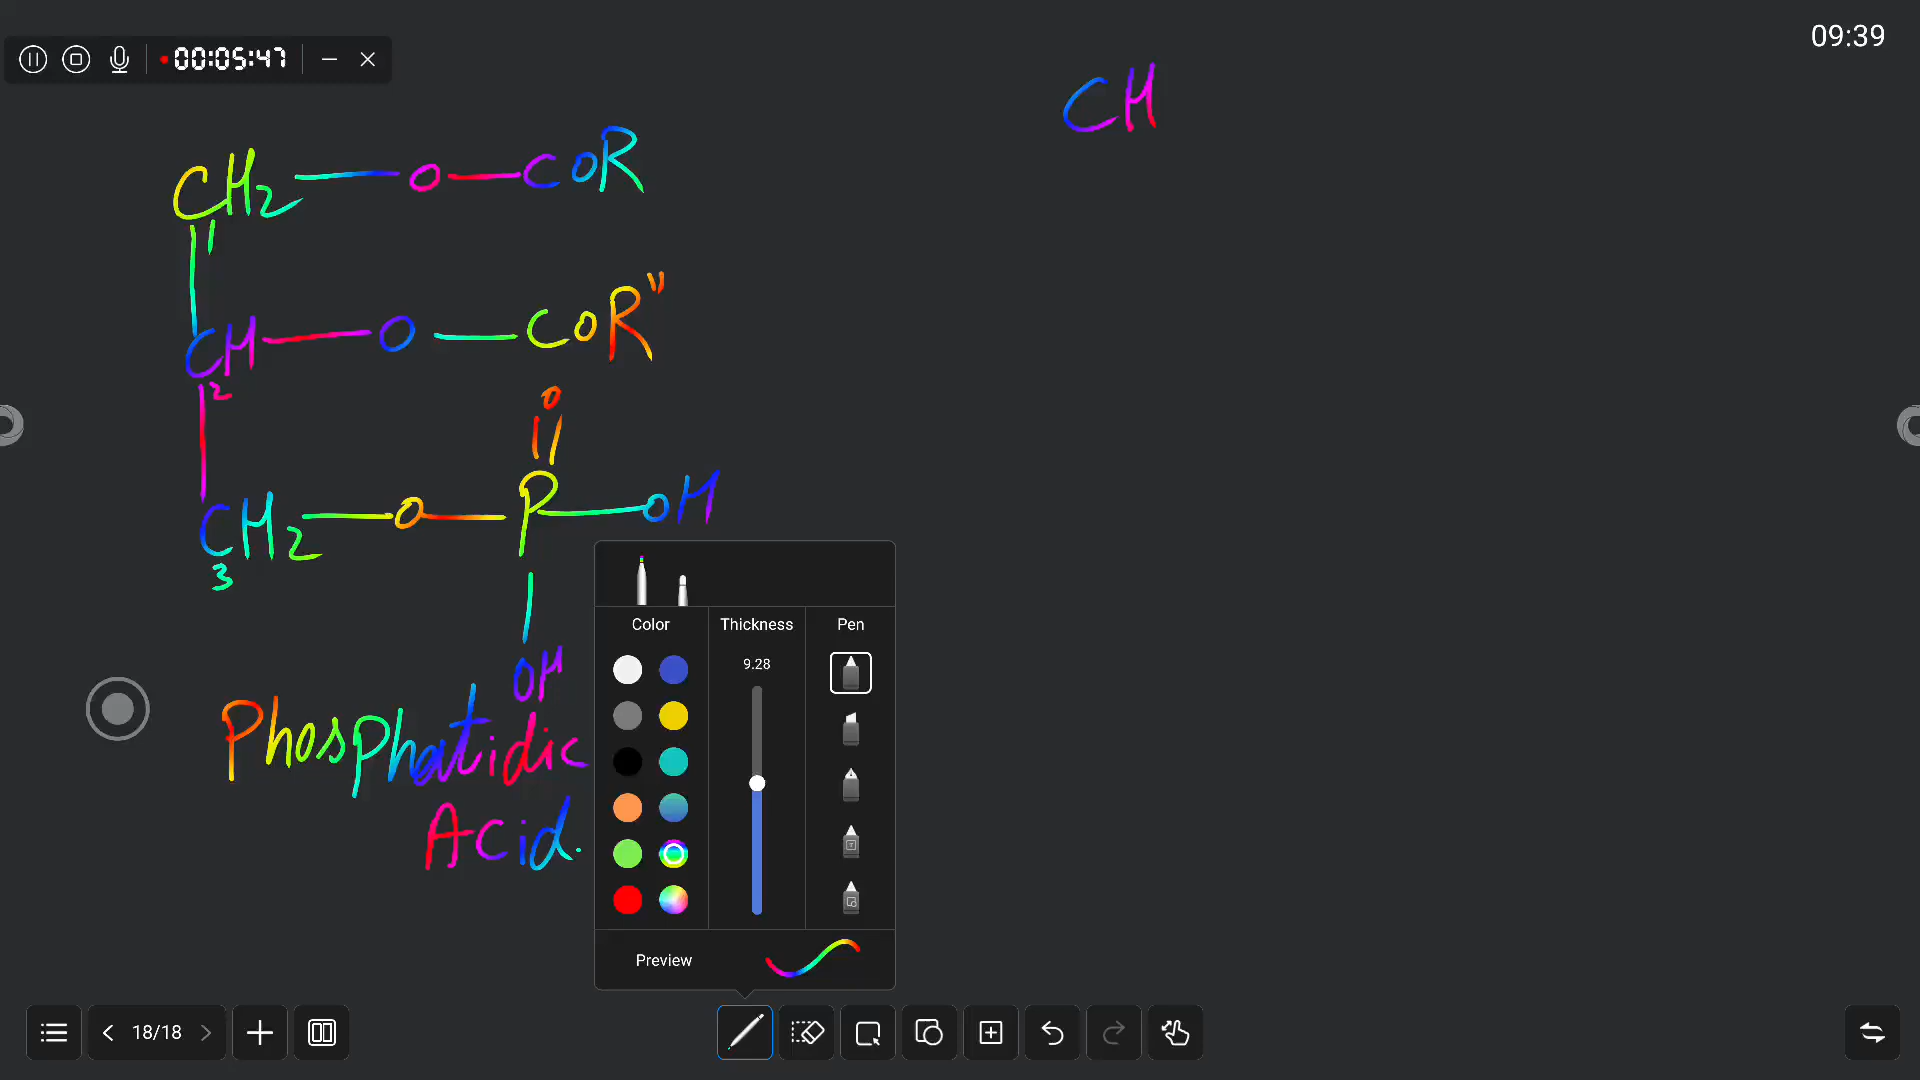 09:39
00:05:47
CH
CH2 — O — COR
1
CH — O — COR"
2
O
CH2 — O — P — OH
3
OH
Phosphatidic
Acid.
Color
Thickness
Pen
9.28
Preview
18/18